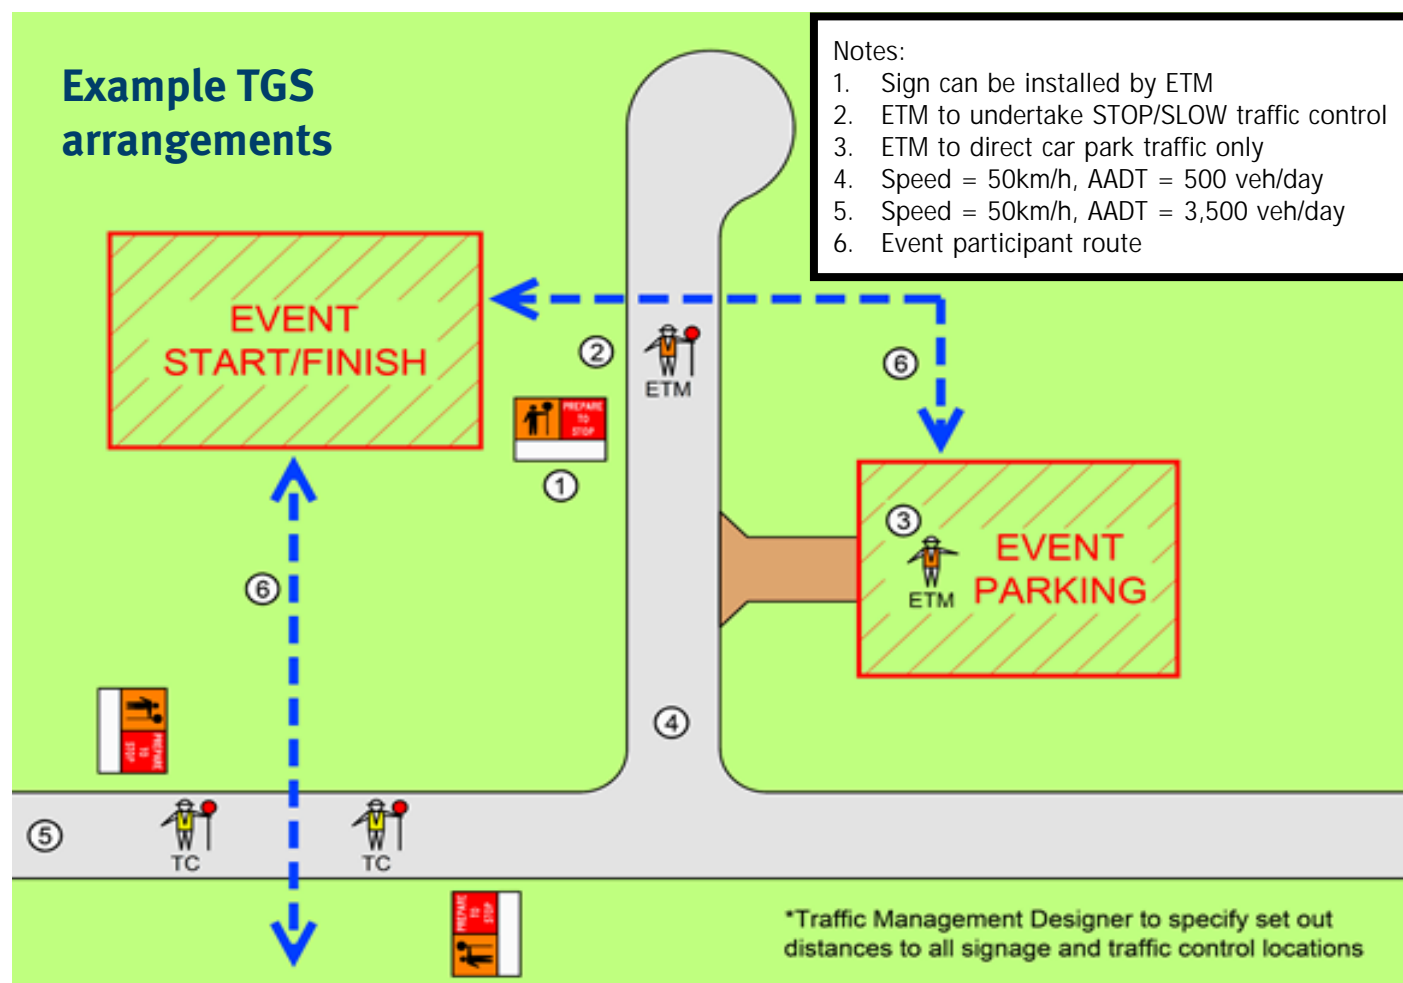 Example TGS
arrangements
Notes:
1. Sign can be installed by ETM
2. ETM to undertake STOP/SLOW traffic control
3. ETM to direct car park traffic only
4. Speed = 50km/h, AADT = 500 veh/day
5. Speed = 50km/h, AADT = 3,500 veh/day
6. Event participant route
EVENT
START/FINISH
2
ETM
6
PREPARE
TO
STOP
1
3
ETM
EVENT
PARKING
6
4
PREPARE
TO
STOP
5
TC
TC
PREPARE
TO
STOP
*Traffic Management Designer to specify set out
distances to all signage and traffic control locations